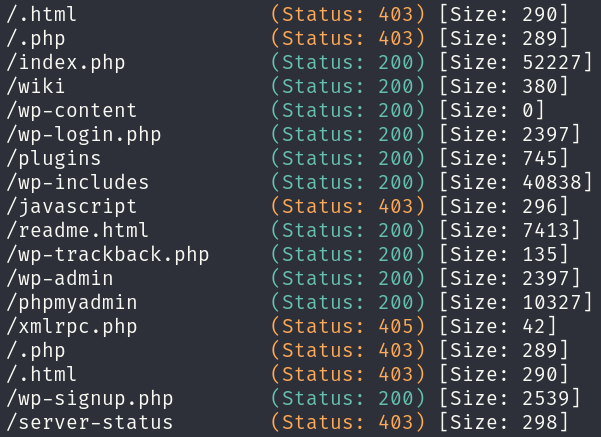 /.html (Status: 403) [Size: 290]
/.php (Status: 403) [Size: 289]
/index.php (Status: 200) [Size: 52227]
/wiki (Status: 200) [Size: 380]
/wp-content (Status: 200) [Size: 0]
/wp-login.php (Status: 200) [Size: 2397]
/plugins (Status: 200) [Size: 745]
/wp-includes (Status: 200) [Size: 40838]
/javascript (Status: 403) [Size: 296]
/readme.html (Status: 200) [Size: 7413]
/wp-trackback.php (Status: 200) [Size: 135]
/wp-admin (Status: 200) [Size: 2397]
/phpmyadmin (Status: 200) [Size: 10327]
/xmlrpc.php (Status: 405) [Size: 42]
/.php (Status: 403) [Size: 289]
/.html (Status: 403) [Size: 290]
/wp-signup.php (Status: 200) [Size: 2539]
/server-status (Status: 403) [Size: 298]